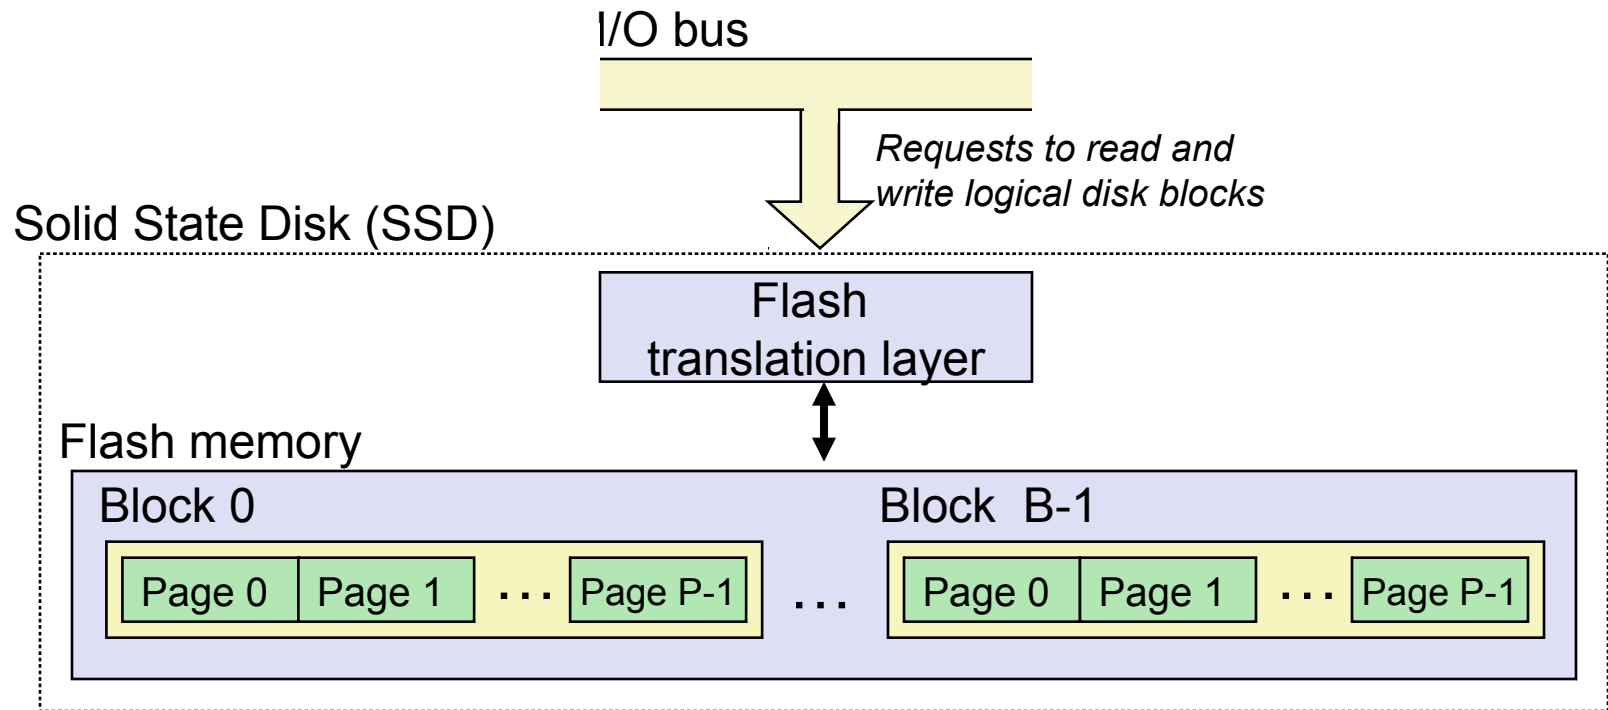 I/O bus
Requests to read and
write logical disk blocks
Solid State Disk (SSD)
Flash
translation layer
Flash memory
Block 0
Block B-1
Page 0 Page 1 ... Page P-1 ... Page 0 Page 1 ... Page P-1